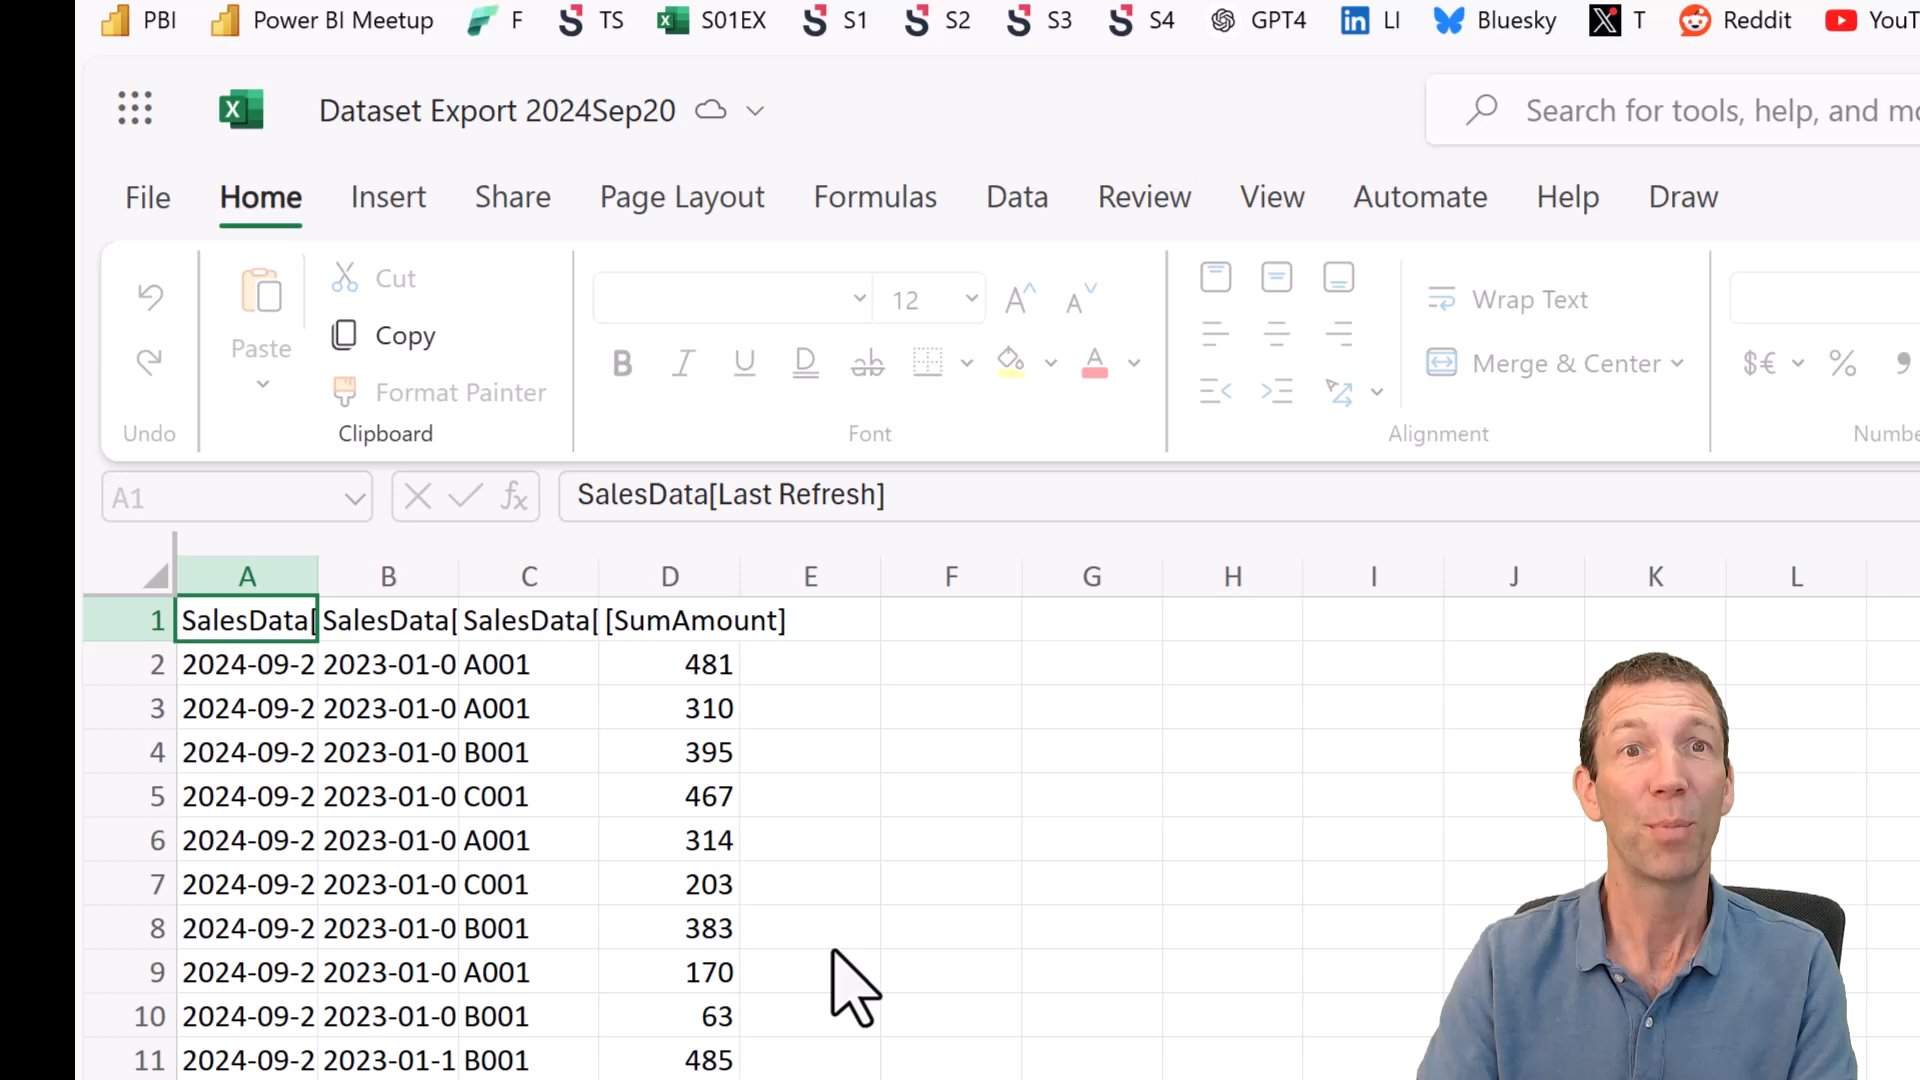 PBI Power BI Meetup F TS S01EX S1 S2 S3 S4 GPT4 LI Bluesky T Reddit YouT
Dataset Export 2024Sep20
Search for tools, help, and mo
File Home Insert Share Page Layout Formulas Data Review View Automate Help Draw
Undo
Paste
Cut
Copy
Format Painter
Clipboard
12
A A
B I U D ab A
Font
Wrap Text
Merge & Center
Alignment
$€ % 9
Numbe
A1
fx
SalesData[Last Refresh]
A B C D E F G H I J K L
1 SalesData[ SalesData[ SalesData[ [SumAmount]
2 2024-09-2 2023-01-0 A001 481
3 2024-09-2 2023-01-0 A001 310
4 2024-09-2 2023-01-0 B001 395
5 2024-09-2 2023-01-0 C001 467
6 2024-09-2 2023-01-0 A001 314
7 2024-09-2 2023-01-0 C001 203
8 2024-09-2 2023-01-0 B001 383
9 2024-09-2 2023-01-0 A001 170
10 2024-09-2 2023-01-0 B001 63
11 2024-09-2 2023-01-1 B001 485